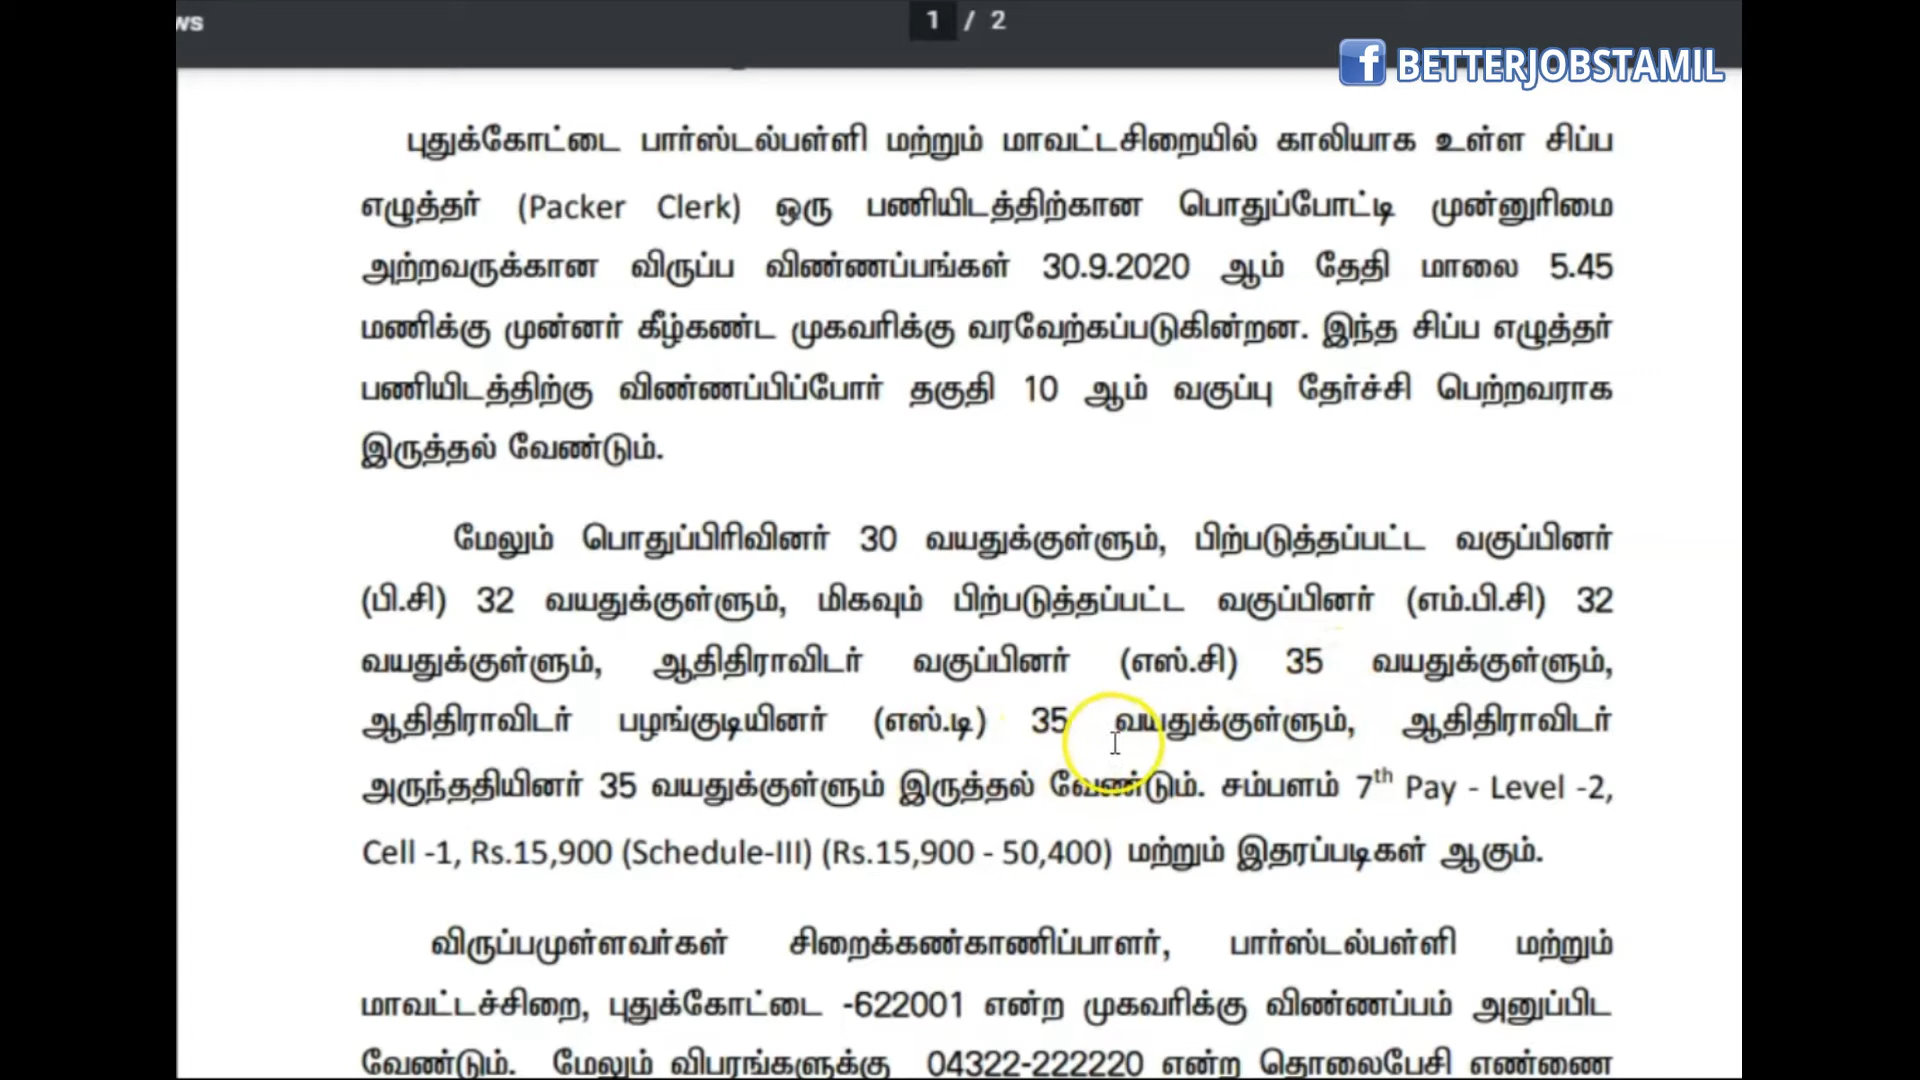 ws
1 / 2
BETTERJOBSTAMIL
புதுக்கோட்டை பார்ஸ்டல்பள்ளி மற்றும் மாவட்டசிறையில் காலியாக உள்ள சிப்ப
எழுத்தர் (Packer Clerk) ஒரு பணியிடத்திற்கான பொதுப்போட்டி முன்னுரிமை
அற்றவருக்கான விருப்ப விண்ணப்பங்கள் 30.9.2020 ஆம் தேதி மாலை 5.45
மணிக்கு முன்னர் கீழ்கண்ட முகவரிக்கு வரவேற்கப்படுகின்றன. இந்த சிப்ப எழுத்தர்
பணியிடத்திற்கு விண்ணப்பிப்போர் தகுதி 10 ஆம் வகுப்பு தேர்ச்சி பெற்றவராக
இருத்தல் வேண்டும்.
மேலும் பொதுப்பிரிவினர் 30 வயதுக்குள்ளும், பிற்படுத்தப்பட்ட வகுப்பினர்
(பி.சி) 32 வயதுக்குள்ளும், மிகவும் பிற்படுத்தப்பட்ட வகுப்பினர் (எம்.பி.சி) 32
வயதுக்குள்ளும், ஆதிதிராவிடர் வகுப்பினர் (எஸ்.சி) 35 வயதுக்குள்ளும்,
ஆதிதிராவிடர் பழங்குடியினர் (எஸ்.டி) 35 வயதுக்குள்ளும், ஆதிதிராவிடர்
அருந்ததியினர் 35 வயதுக்குள்ளும் இருத்தல் வேண்டும். சம்பளம் 7th Pay - Level -2,
Cell -1, Rs.15,900 (Schedule-III) (Rs.15,900 - 50,400) மற்றும் இதரப்படிகள் ஆகும்.
விருப்பமுள்ளவர்கள் சிறைக்கண்காணிப்பாளர், பார்ஸ்டல்பள்ளி மற்றும்
மாவட்டச்சிறை, புதுக்கோட்டை -622001 என்ற முகவரிக்கு விண்ணப்பம் அனுப்பிட
வேண்டும். மேலும் விபரங்களுக்கு 04322-222220 என்ற தொலைபேசி எண்ணை